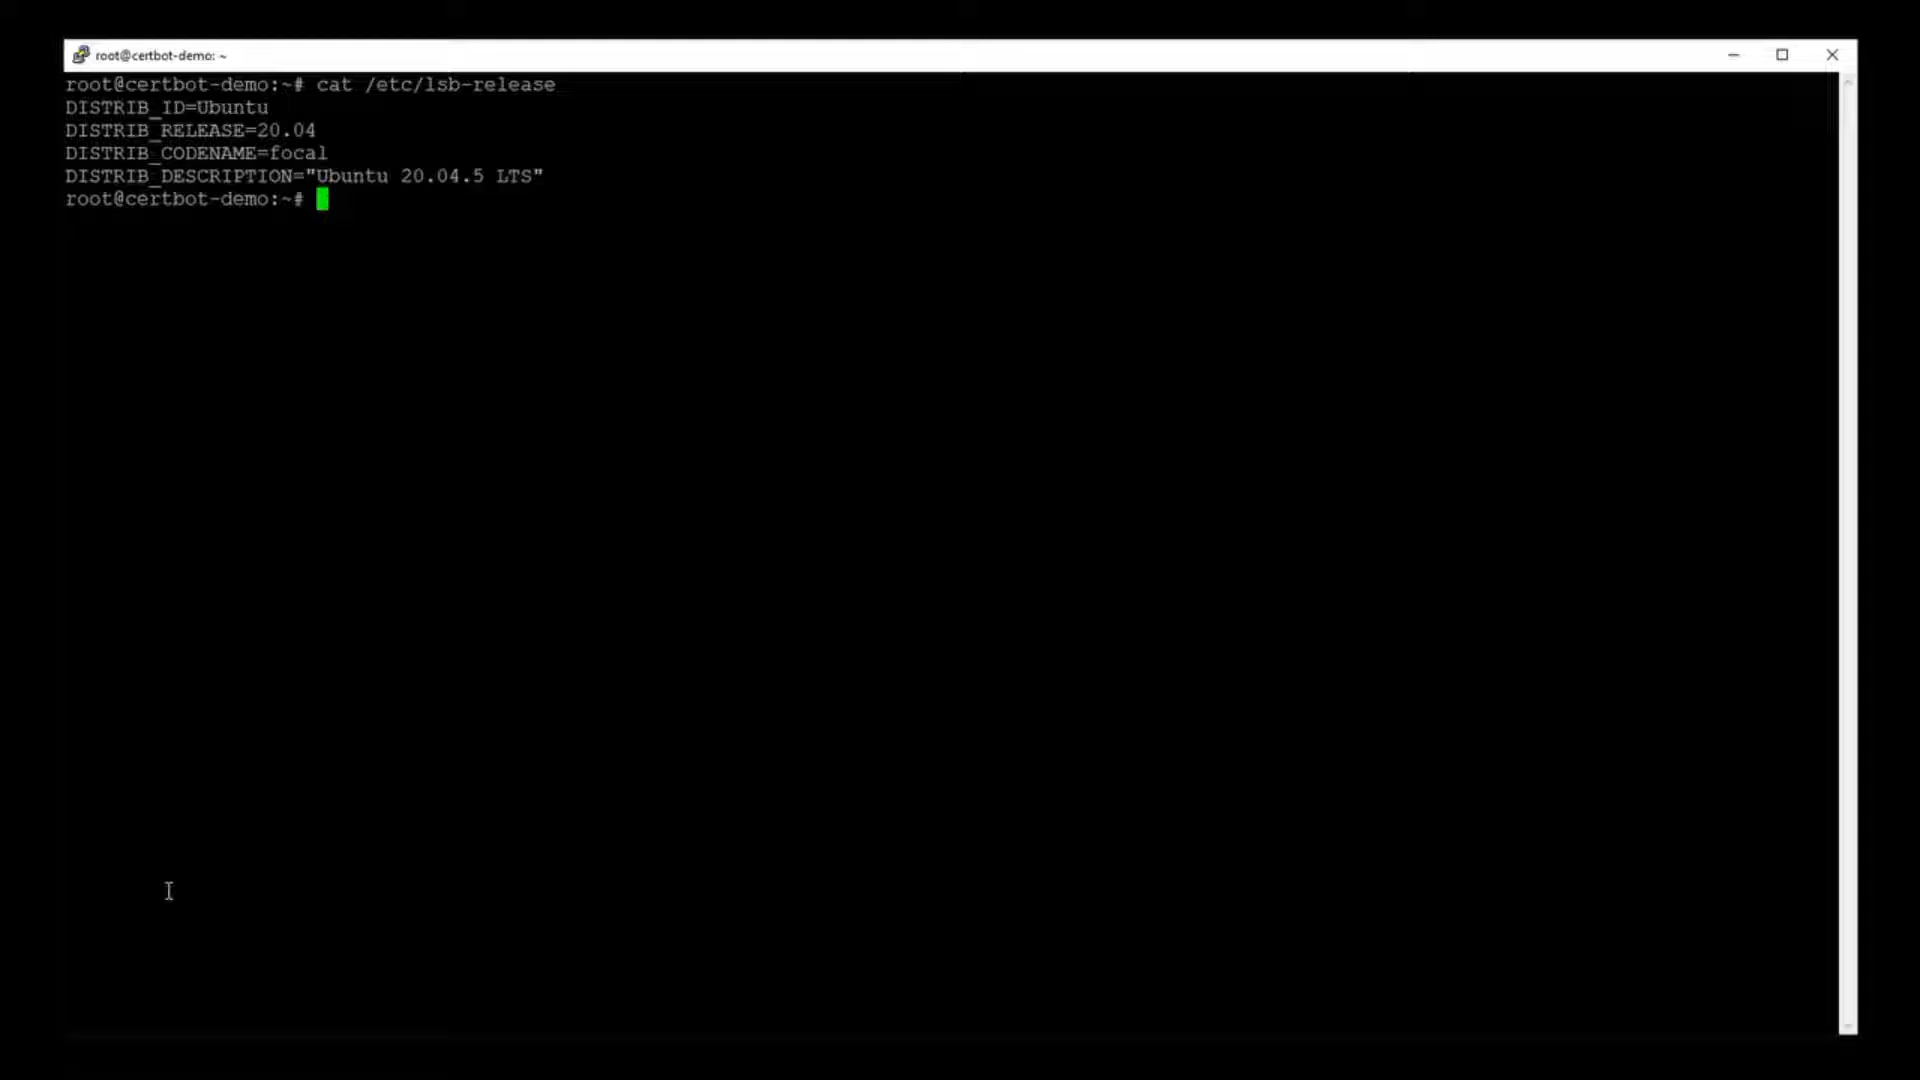 root@certbot-demo: ~
root@certbot-demo:~# cat /etc/lsb-release
DISTRIB_ID=Ubuntu
DISTRIB_RELEASE=20.04
DISTRIB_CODENAME=focal
DISTRIB_DESCRIPTION="Ubuntu 20.04.5 LTS"
root@certbot-demo:~#